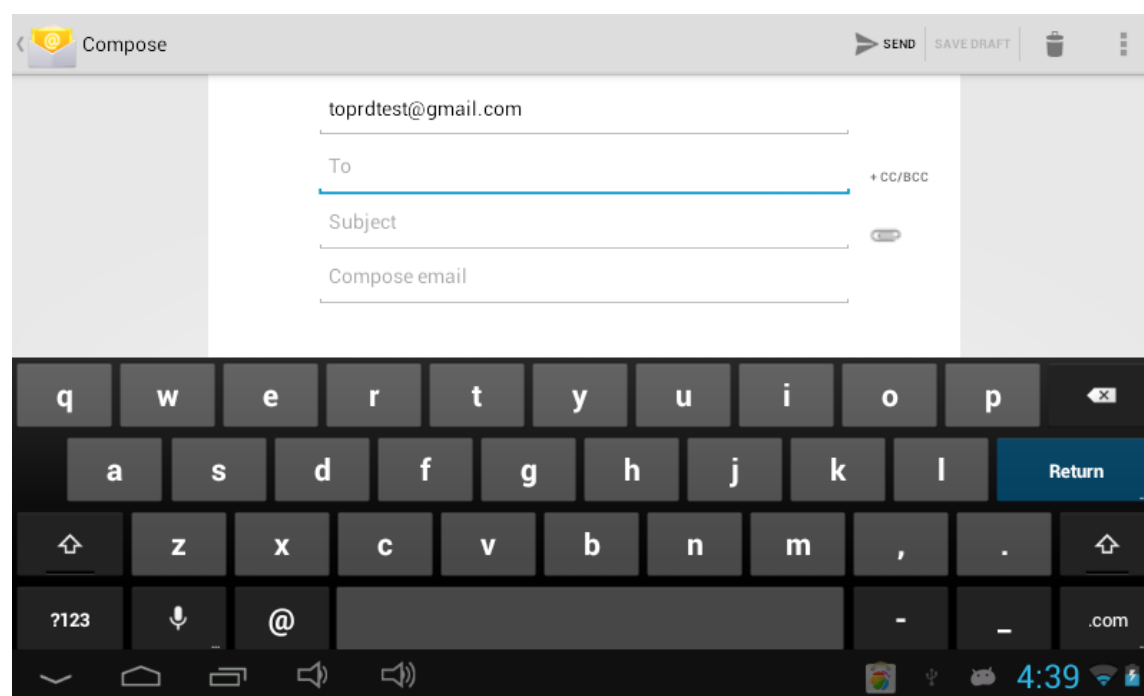 Compose SEND SAVE DRAFT
toprdtest@gmail.com
To
+ CC/BCC
Subject
Compose email
q w e r t y u i o p
a s d f g h j k l Return
z x c v b n m , .
?123 @ - _ .com
4:39